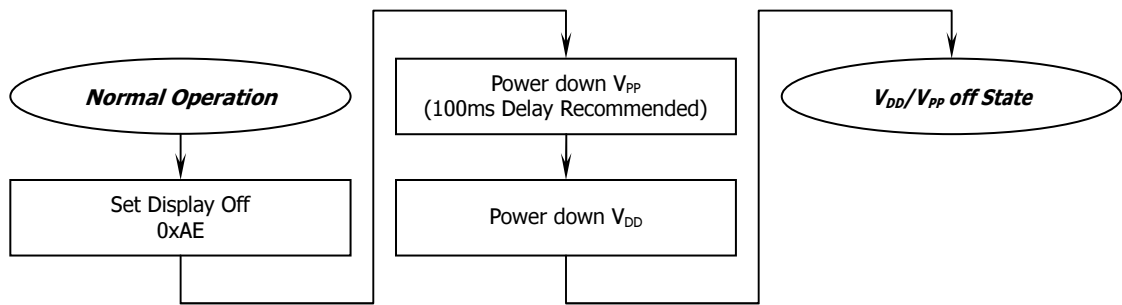 Normal Operation
Set Display Off
0xAE
Power down VPP
(100ms Delay Recommended)
Power down VDD
VDD/VPP off State